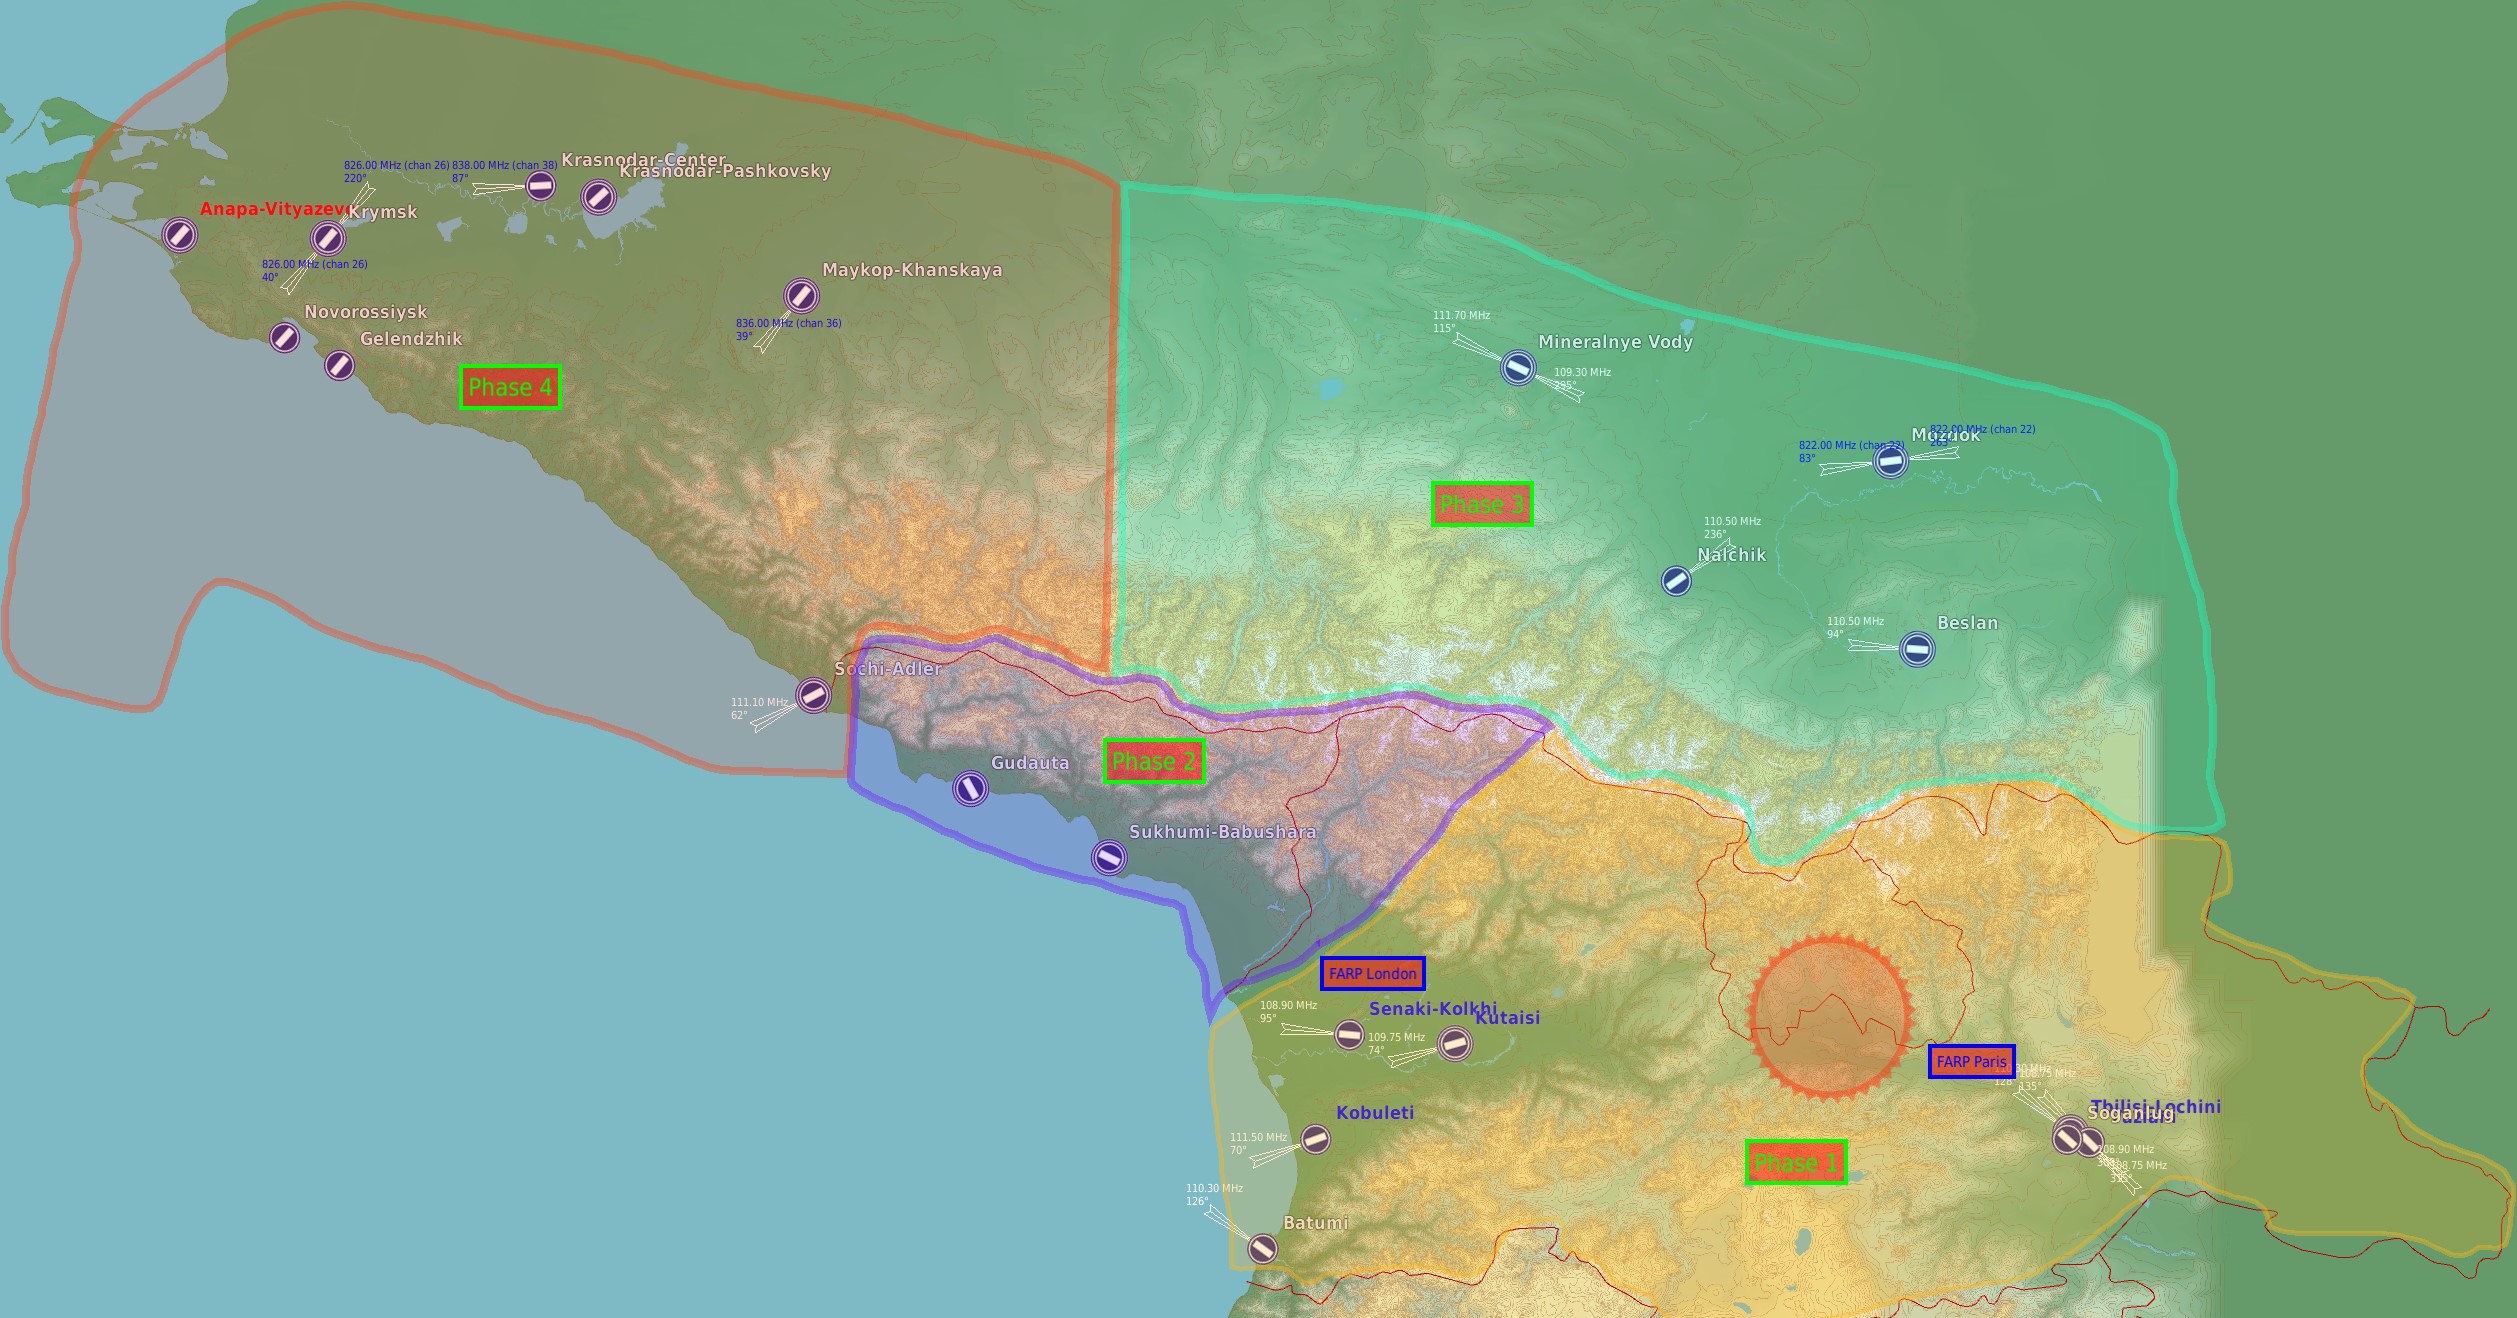 826.00 MHz (chan 26)
220°
838.00 MHz (chan 38)
87°
Krasnodar-Center
Krasnodar-Pashkovsky
Anapa-Vityazevo
Krymsk
826.00 MHz (chan 26)
40°
Maykop-Khanskaya
836.00 MHz (chan 36)
39°
Novorossiysk
Gelendzhik
Phase 4
111.70 MHz
115°
Mineralnye Vody
109.30 MHz
295°
Mozdok
822.00 MHz (chan 22)
263°
822.00 MHz (chan 22)
83°
Phase 3
110.50 MHz
236°
Nalchik
110.50 MHz
94°
Beslan
Sochi-Adler
111.10 MHz
62°
Gudauta
Phase 2
Sukhumi-Babushara
FARP London
108.90 MHz
95°
Senaki-Kolkhi
Kutaisi
109.75 MHz
74°
FARP Paris
108.75 MHz
135°
Kobuleti
111.50 MHz
70°
Tbilisi-Lochini
Soganlug
Phase 1
108.90 MHz
108.75 MHz
110.30 MHz
126°
Batumi